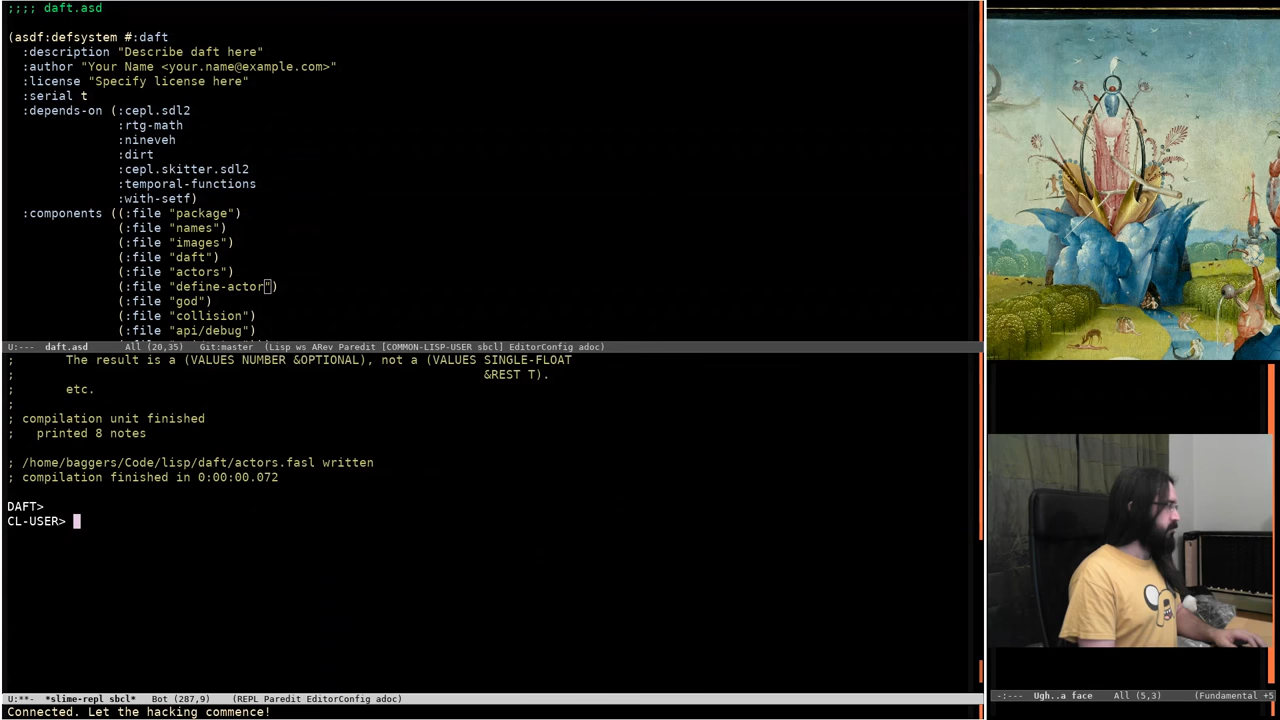 ;;;; daft.asd
(asdf:defsystem #:daft
:description "Describe daft here"
:author "Your Name <your.name@example.com>"
:license "Specify license here"
:serial t
:depends-on (:cepl.sdl2
:rtg-math
:nineveh
:dirt
:cepl.skitter.sdl2
:temporal-functions
:with-setf)
:components ((:file "package")
(:file "names")
(:file "images")
(:file "daft")
(:file "actors")
(:file "define-actor")
(:file "god")
(:file "collision")
(:file "api/debug")
U:--- daft.asd All (20,35) Git:master (Lisp ws ARev Paredit [COMMON-LISP-USER sbcl] EditorConfig adoc)
; The result is a (VALUES NUMBER &OPTIONAL), not a (VALUES SINGLE-FLOAT
; &REST T).
; etc.
;
; compilation unit finished
; printed 8 notes
; /home/baggers/Code/lisp/daft/actors.fasl written
; compilation finished in 0:00:00.072
DAFT>
CL-USER>
U:**- *slime-repl sbcl* Bot (287,9) (REPL Paredit EditorConfig adoc)
Connected. Let the hacking commence!
-:--- Ugh..a face All (5,3) (Fundamental +5